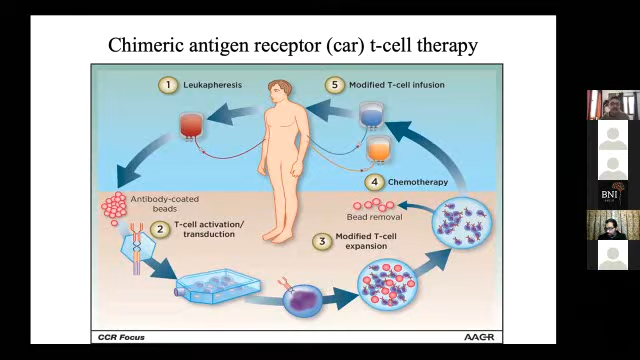 Chimeric antigen receptor (car) t-cell therapy
1 Leukapheresis
5 Modified T-cell infusion
4 Chemotherapy
Antibody-coated
beads
Bead removal
2 T-cell activation/
transduction
3 Modified T-cell
expansion
CCR Focus
AACR
BNI